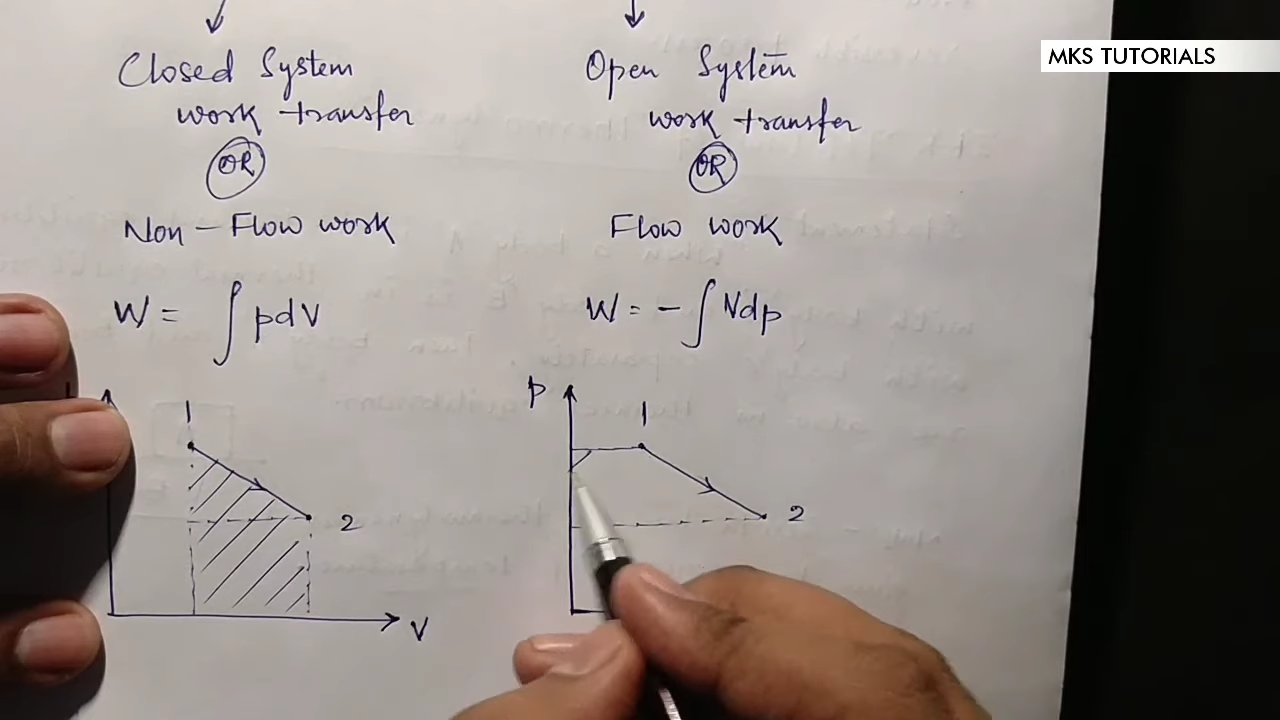 MKS TUTORIALS
Closed System
work transfer
OR
Non-Flow work
W = ∫ pdV
1
2
V
Open System
work transfer
OR
Flow work
W = - ∫ Vdp
p
1
2